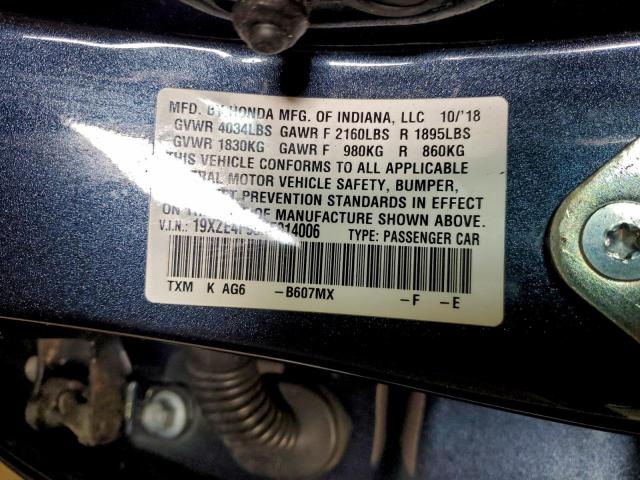 MFD. BY HONDA MFG. OF INDIANA, LLC 10/'18
GVWR 4034LBS GAWR F 2160LBS R 1895LBS
GVWR 1830KG GAWR F 980KG R 860KG
THIS VEHICLE CONFORMS TO ALL APPLICABLE
MOTOR VEHICLE SAFETY, BUMPER,
PREVENTION STANDARDS IN EFFECT
ON OF MANUFACTURE SHOWN ABOVE.
V.I.N.: TYPE: PASSENGER CAR
TXM K AG6 -B607MX -F -E